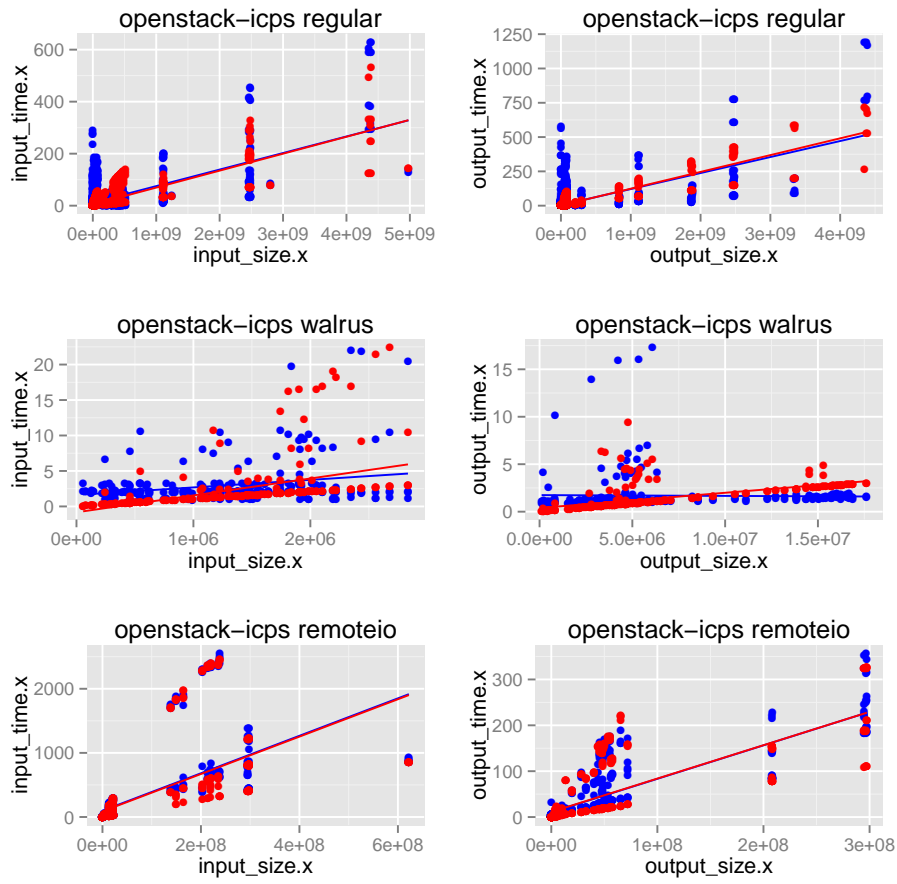 openstack−icps regular
input_time.x
600
400
200
0
0e+00 1e+09 2e+09 3e+09 4e+09 5e+09
input_size.x
openstack−icps regular
output_time.x
1250
1000
750
500
250
0
0e+00 1e+09 2e+09 3e+09 4e+09
output_size.x
openstack−icps walrus
input_time.x
20
15
10
5
0
0e+00 1e+06 2e+06
input_size.x
openstack−icps walrus
output_time.x
15
10
5
0
0.0e+00 5.0e+06 1.0e+07 1.5e+07
output_size.x
openstack−icps remoteio
input_time.x
2000
1000
0
0e+00 2e+08 4e+08 6e+08
input_size.x
openstack−icps remoteio
output_time.x
300
200
100
0
0e+00 1e+08 2e+08 3e+08
output_size.x